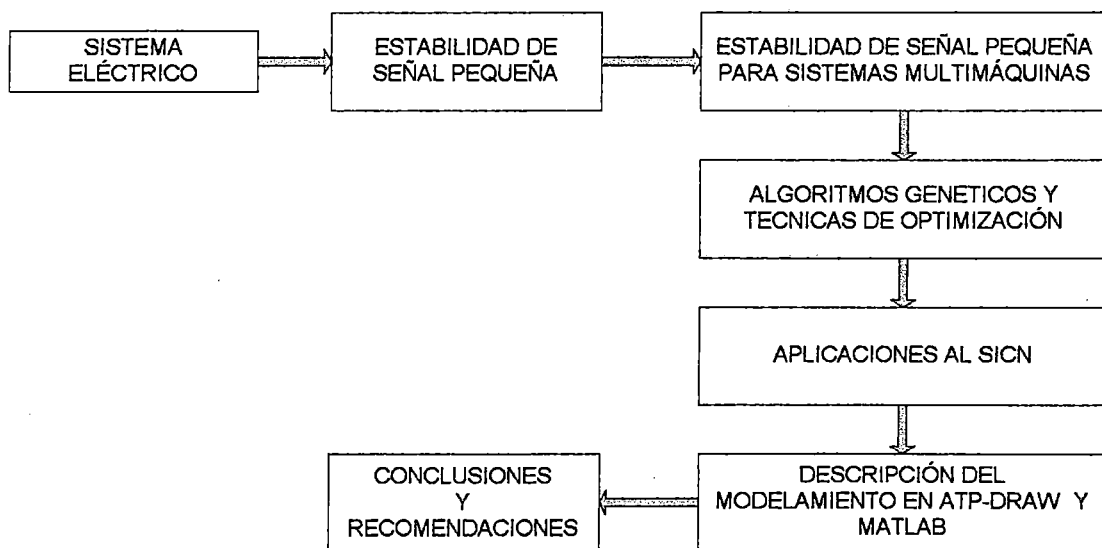 SISTEMA
ELÉCTRICO
ESTABILIDAD DE
SEÑAL PEQUEÑA
ESTABILIDAD DE SEÑAL PEQUEÑA
PARA SISTEMAS MULTIMÁQUINAS
ALGORITMOS GENETICOS Y
TECNICAS DE OPTIMIZACIÓN
APLICACIONES AL SICN
DESCRIPCIÓN DEL
MODELAMIENTO EN ATP-DRAW Y
MATLAB
CONCLUSIONES
Y
RECOMENDACIONES